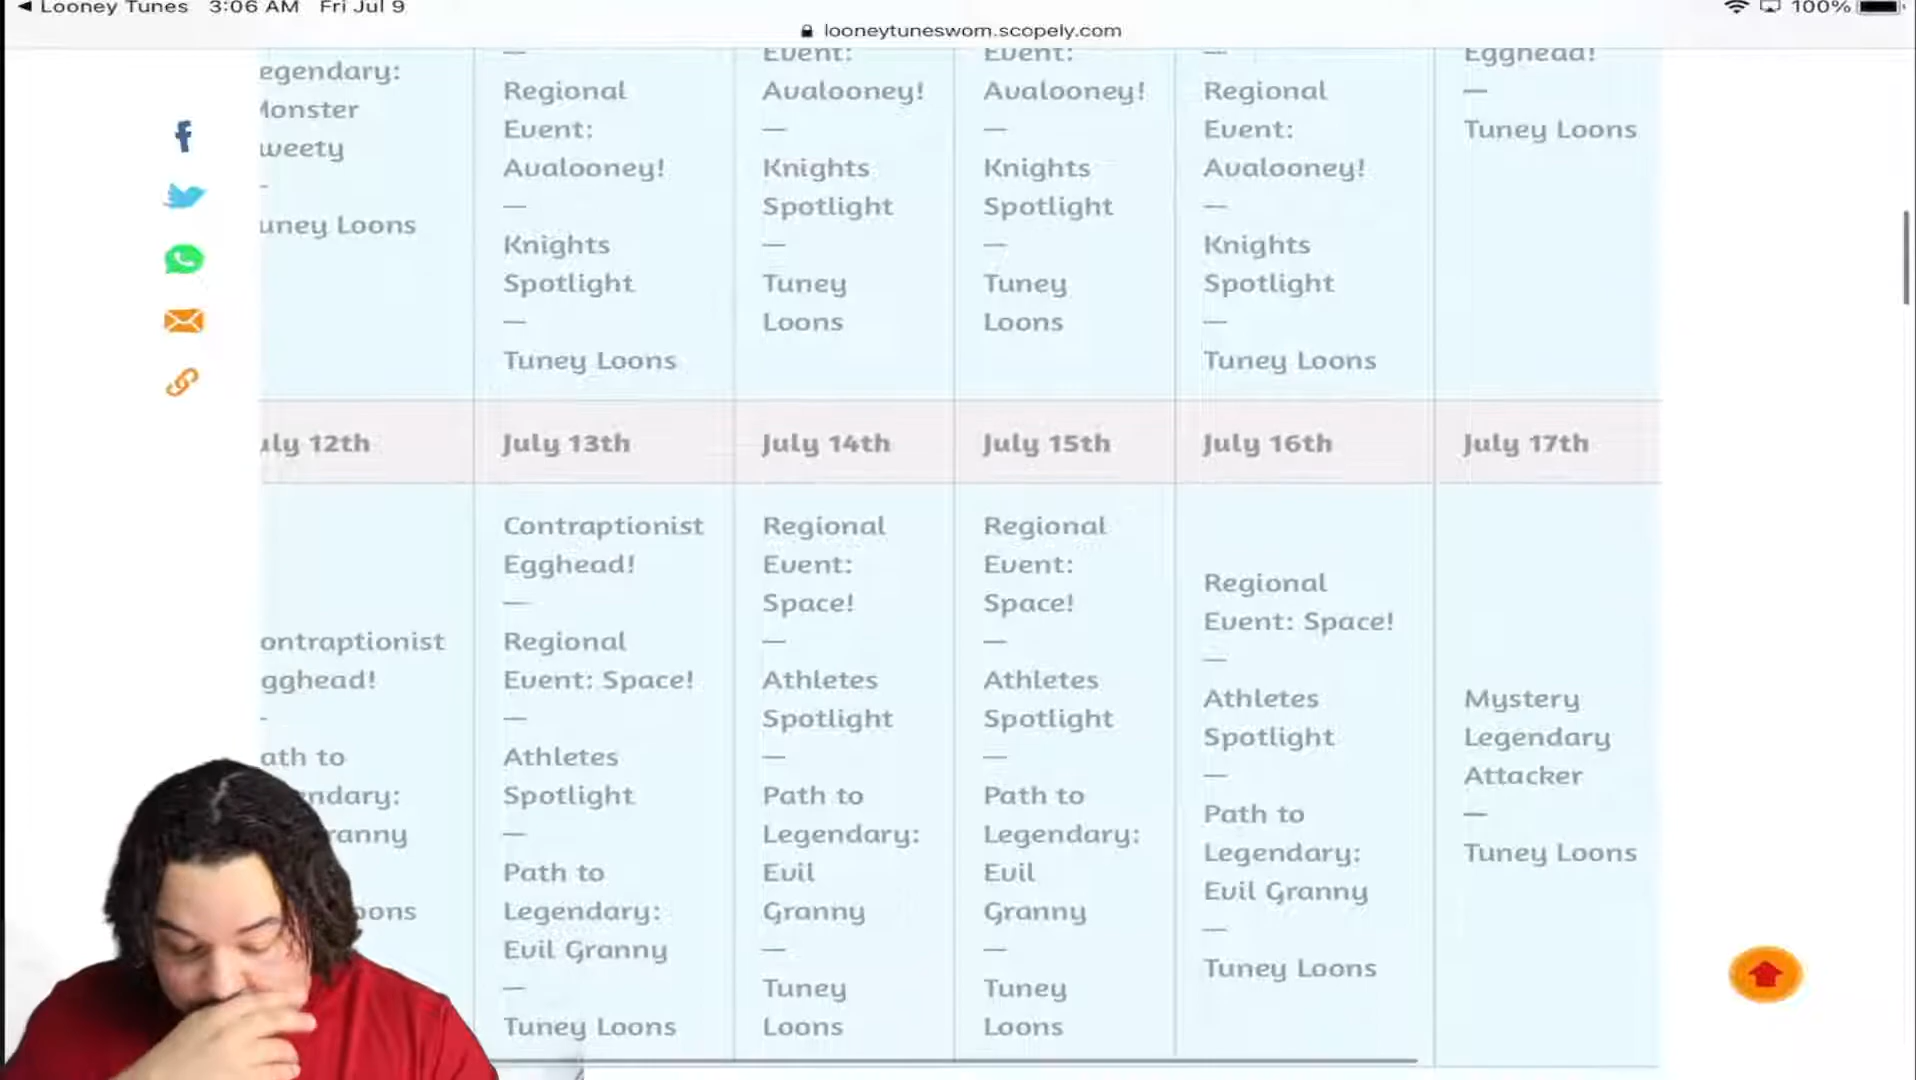 Looney Tunes 3:06 AM Fri Jul 9
100%
looneytuneswom.scopely.com
egendary:
Monster
weety
—
uney Loons
—
Regional
Event:
Avalooney!
—
Knights
Spotlight
—
Tuney Loons
Event:
Avalooney!
—
Knights
Spotlight
—
Tuney
Loons
Event:
Avalooney!
—
Knights
Spotlight
—
Tuney
Loons
—
Regional
Event:
Avalooney!
—
Knights
Spotlight
—
Tuney Loons
Egghead!
—
Tuney Loons
uly 12th
July 13th
July 14th
July 15th
July 16th
July 17th
ontraptionist
gghead!
-
ath to
ndary:
ranny
oons
Contraptionist
Egghead!
—
Regional
Event: Space!
—
Athletes
Spotlight
—
Path to
Legendary:
Evil Granny
—
Tuney Loons
Regional
Event:
Space!
—
Athletes
Spotlight
—
Path to
Legendary:
Evil
Granny
—
Tuney
Loons
Regional
Event:
Space!
—
Athletes
Spotlight
—
Path to
Legendary:
Evil
Granny
—
Tuney
Loons
Regional
Event: Space!
—
Athletes
Spotlight
—
Path to
Legendary:
Evil Granny
—
Tuney Loons
Mystery
Legendary
Attacker
—
Tuney Loons